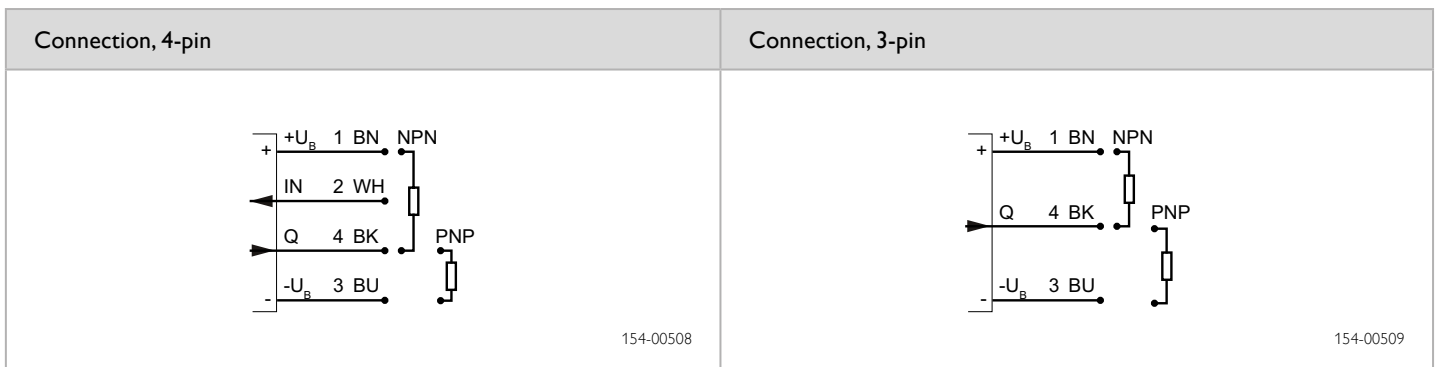 Connection, 4-pin
Connection, 3-pin
+U_B 1 BN NPN
+
IN 2 WH
Q 4 BK PNP
-U_B 3 BU
-
154-00508
+U_B 1 BN NPN
+
Q 4 BK PNP
-U_B 3 BU
-
154-00509